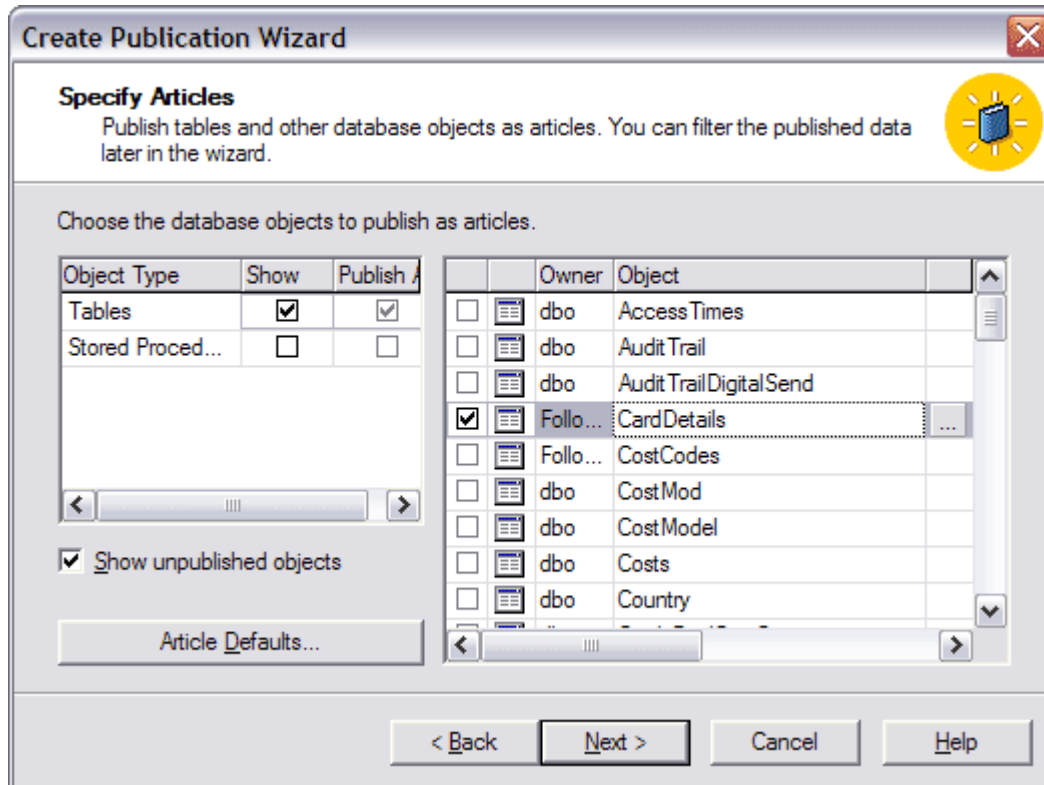 Create Publication Wizard
Specify Articles
Publish tables and other database objects as articles. You can filter the published data
later in the wizard.
Choose the database objects to publish as articles.
Object Type Show Publish A
Tables
Stored Proced...
Show unpublished objects
Article Defaults...
Owner Object
dbo AccessTimes
dbo AuditTrail
dbo AuditTrailDigitalSend
Follo... CardDetails ...
Follo... CostCodes
dbo CostMod
dbo CostModel
dbo Costs
dbo Country
< Back Next > Cancel Help